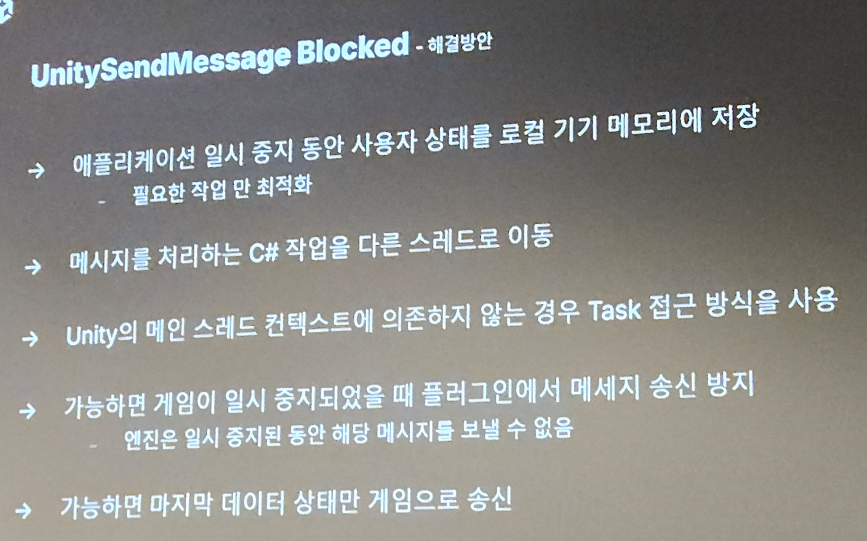 UnitySendMessage Blocked - 해결방안
→ 애플리케이션 일시 중지 동안 사용자 상태를 로컬 기기 메모리에 저장
- 필요한 작업 만 최적화
→ 메시지를 처리하는 C# 작업을 다른 스레드로 이동
→ Unity의 메인 스레드 컨텍스트에 의존하지 않는 경우 Task 접근 방식을 사용
→ 가능하면 게임이 일시 중지되었을 때 플러그인에서 메세지 송신 방지
- 엔진은 일시 중지된 동안 해당 메시지를 보낼 수 없음
→ 가능하면 마지막 데이터 상태만 게임으로 송신